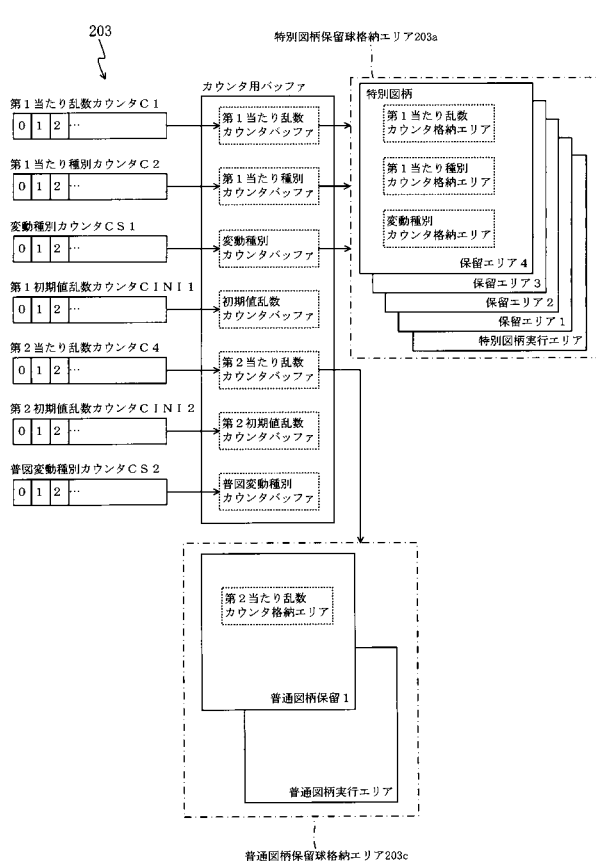 203
特別図柄保留球格納エリア203a
第1当たり乱数カウンタC1
0 1 2 …
第1当たり種別カウンタC2
0 1 2 …
変動種別カウンタCS1
0 1 2 …
第1初期値乱数カウンタCINI1
0 1 2 …
第2当たり乱数カウンタC4
0 1 2 …
第2初期値乱数カウンタCINI2
0 1 2 …
普図変動種別カウンタCS2
0 1 2 …
カウンタ用バッファ
第1当たり乱数
カウンタバッファ
第1当たり種別
カウンタバッファ
変動種別
カウンタバッファ
初期値乱数
カウンタバッファ
第2当たり乱数
カウンタバッファ
第2初期値乱数
カウンタバッファ
普図変動種別
カウンタバッファ
特別図柄
第1当たり乱数
カウンタ格納エリア
第1当たり種別
カウンタ格納エリア
変動種別
カウンタ格納エリア
保留エリア4
保留エリア3
保留エリア2
保留エリア1
特別図柄実行エリア
第2当たり乱数
カウンタ格納エリア
普通図柄保留1
普通図柄実行エリア
普通図柄保留球格納エリア203c